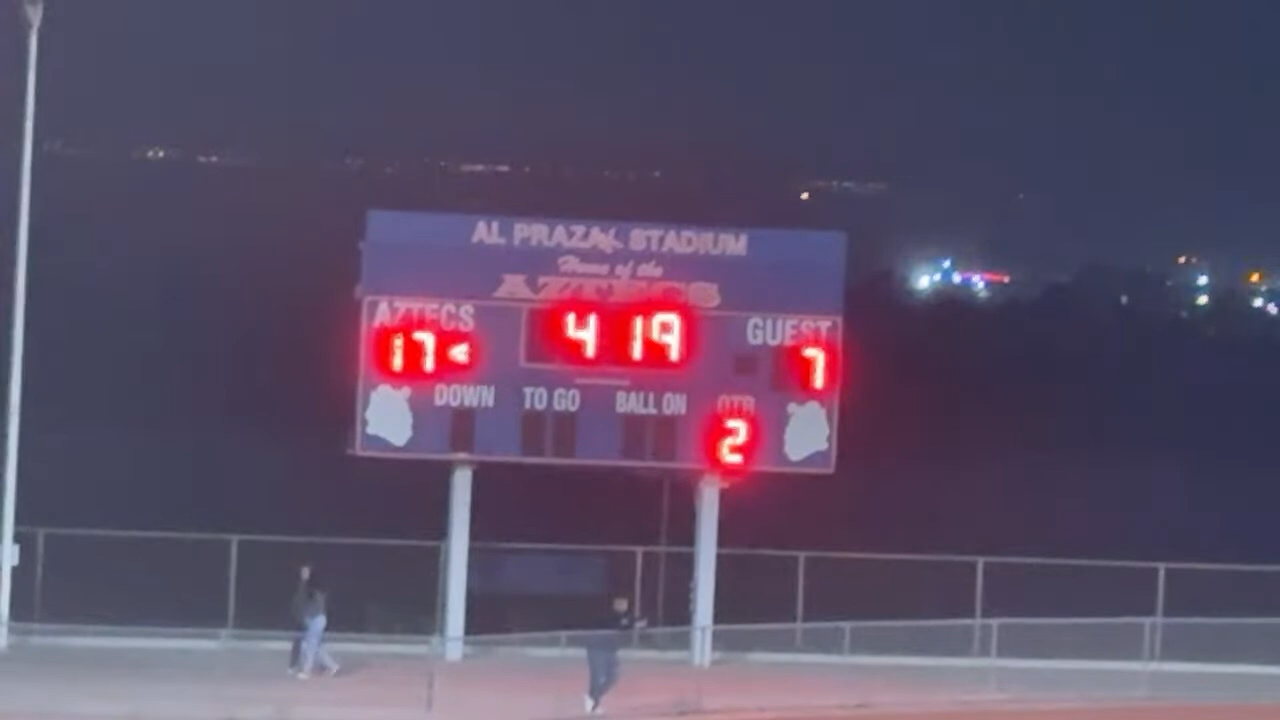 AL PRAZAK STADIUM
Home of the
AZTECS
AZTECS 4 19 GUEST
17 < 7
DOWN TO GO BALL ON QTR
2